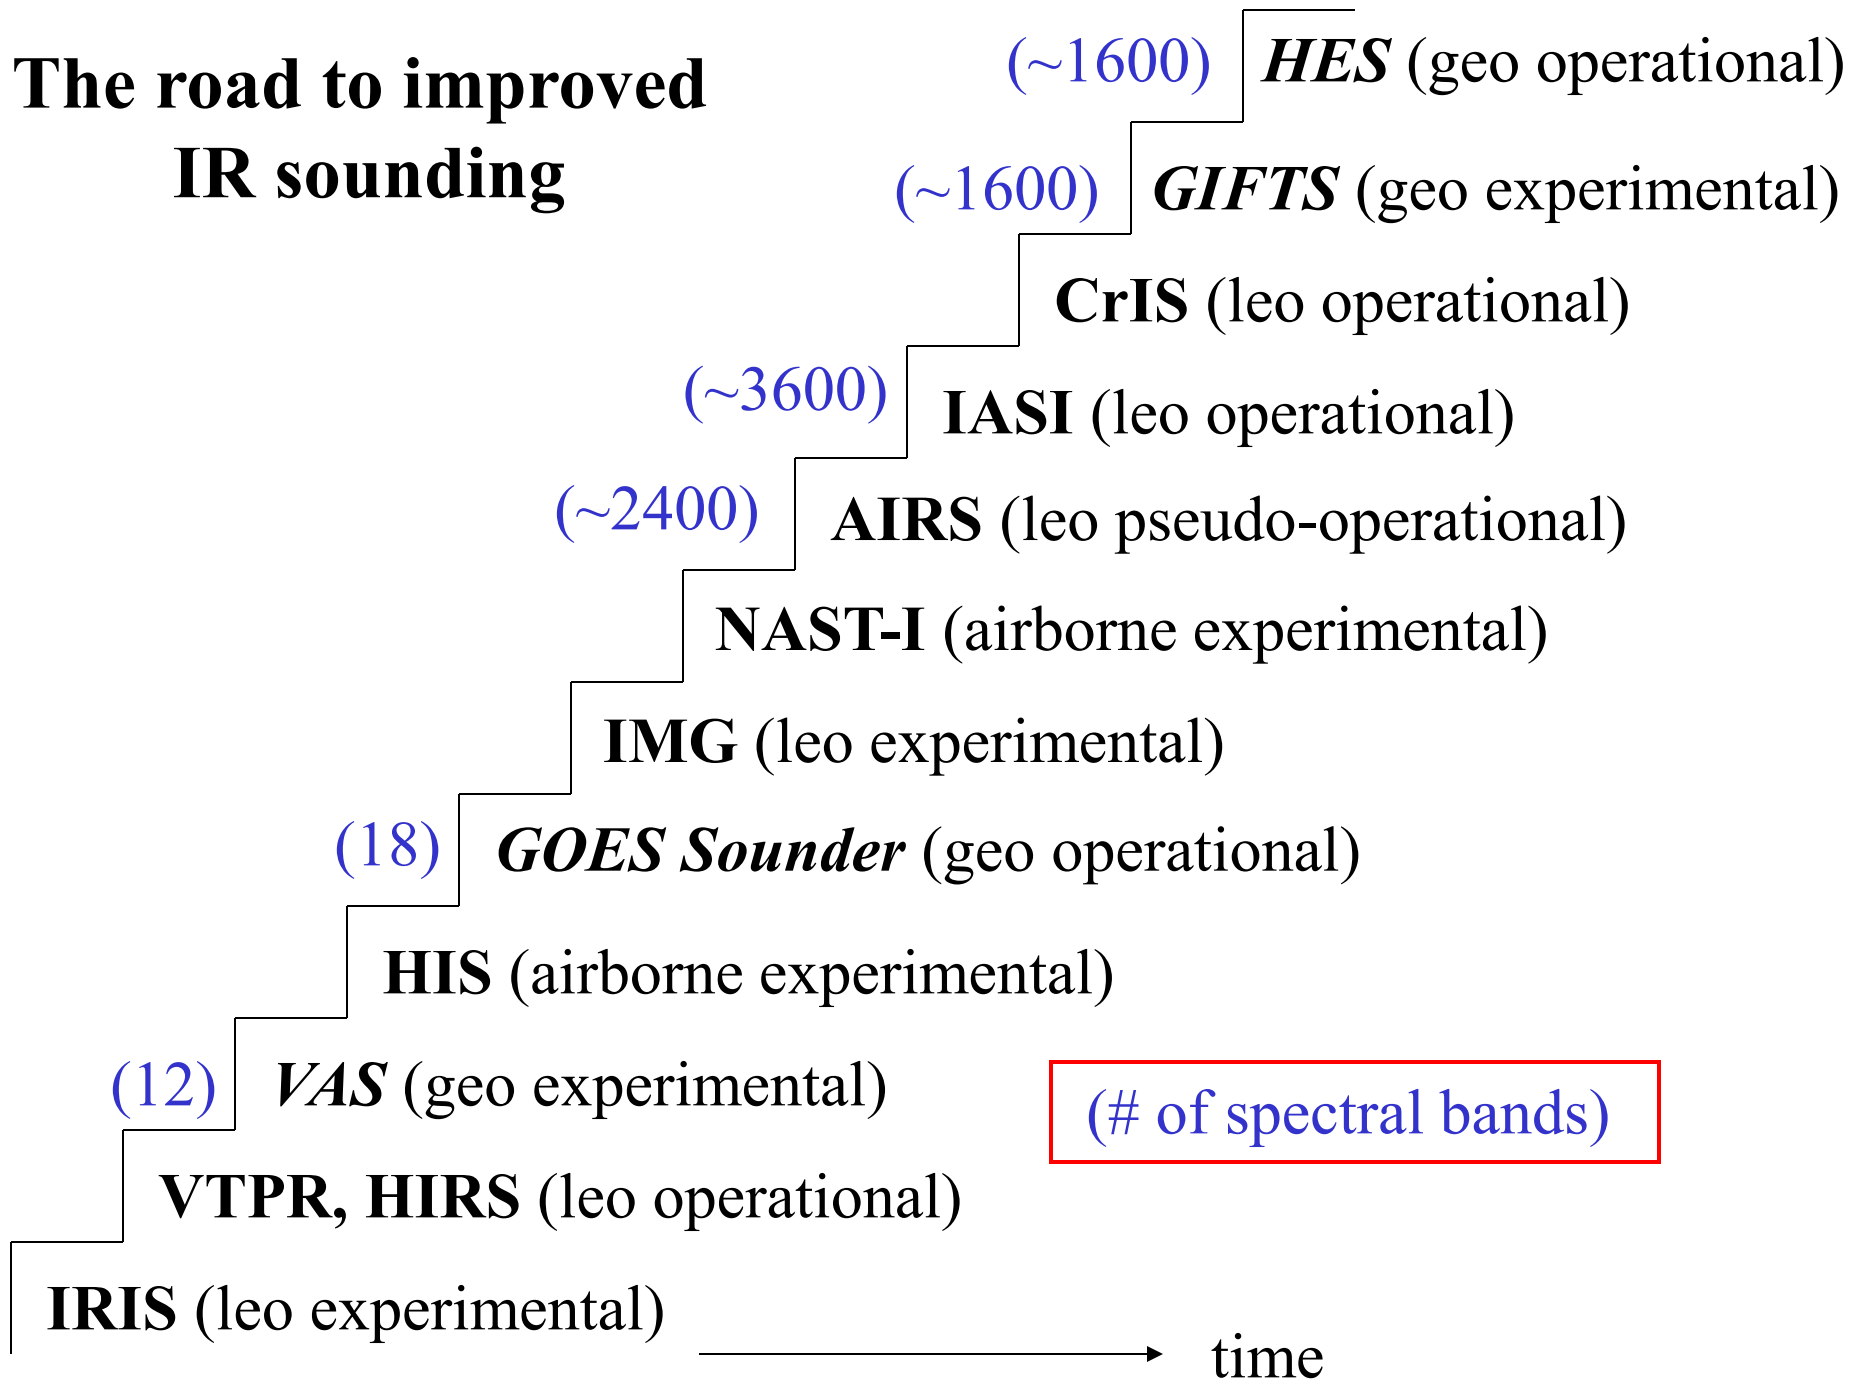 The road to improved
IR sounding
(~1600) HES (geo operational)
(~1600) GIFTS (geo experimental)
CrIS (leo operational)
(~3600)
IASI (leo operational)
(~2400) AIRS (leo pseudo-operational)
NAST-I (airborne experimental)
IMG (leo experimental)
(18) GOES Sounder (geo operational)
HIS (airborne experimental)
(12) VAS (geo experimental)
(# of spectral bands)
VTPR, HIRS (leo operational)
IRIS (leo experimental)
time